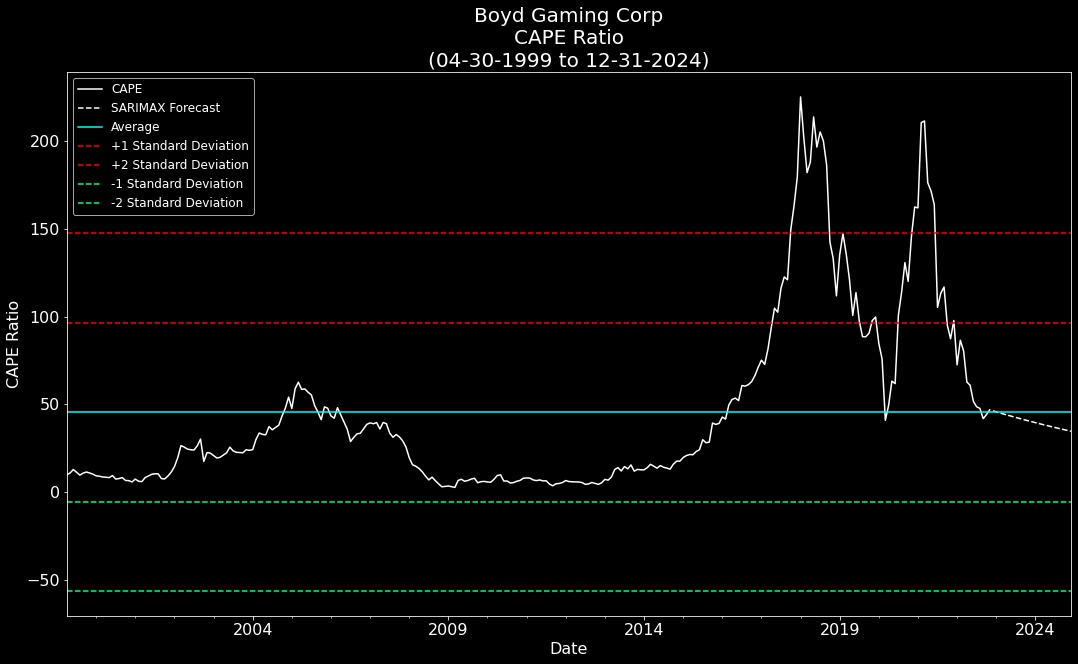 Boyd Gaming Corp
CAPE Ratio
(04-30-1999 to 12-31-2024)
CAPE
SARIMAX Forecast
Average
+1 Standard Deviation
+2 Standard Deviation
-1 Standard Deviation
-2 Standard Deviation
CAPE Ratio
200
150
100
50
0
−50
2004 2009 2014 2019 2024
Date